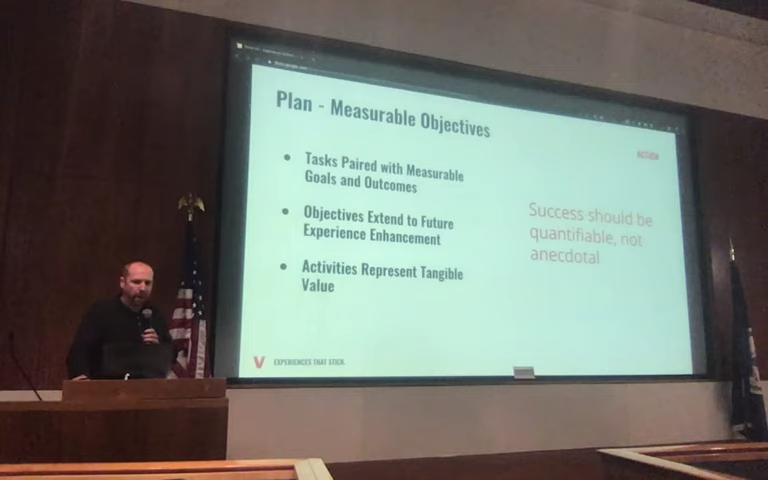 Plan - Measurable Objectives
Tasks Paired with Measurable
Goals and Outcomes
Objectives Extend to Future
Experience Enhancement
Activities Represent Tangible
Value
Success should be
quantifiable, not
anecdotal
V EXPERIENCES THAT STICK.